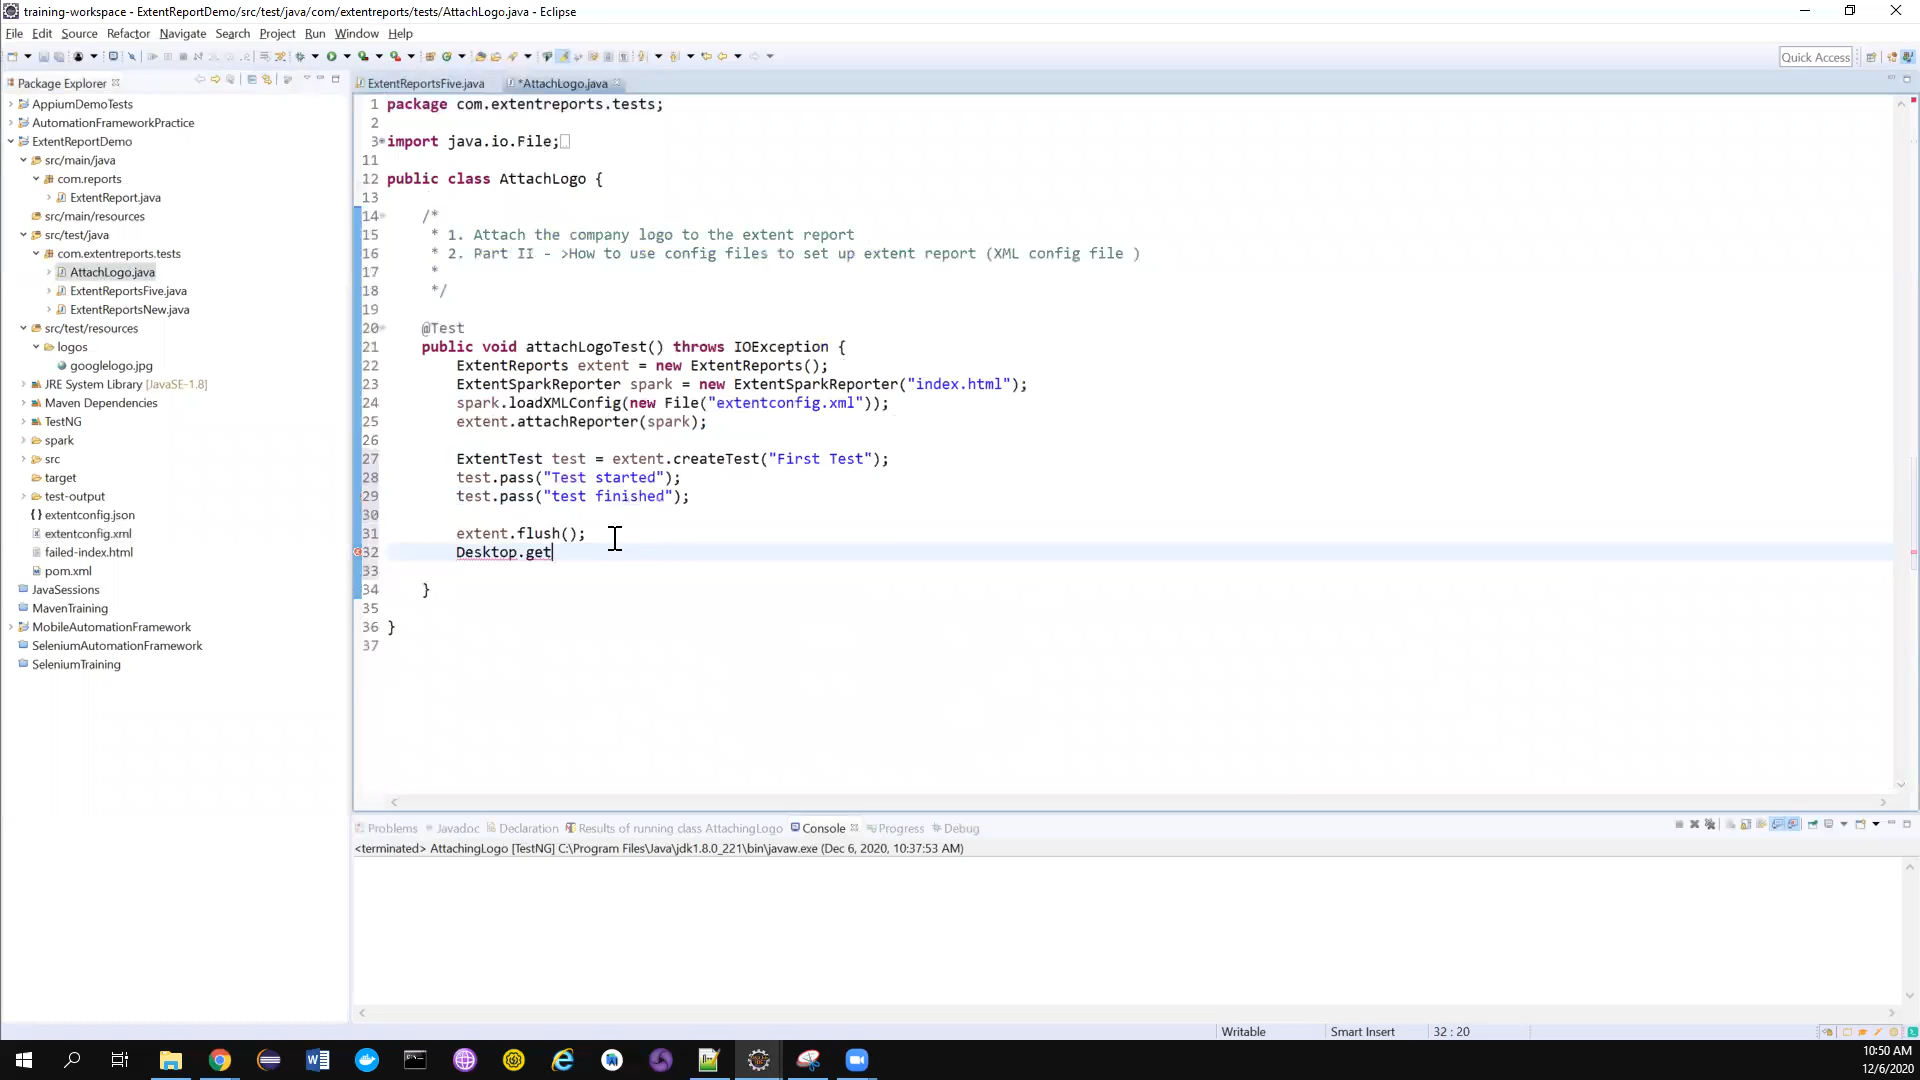 training-workspace - ExtentReportDemo/src/test/java/com/extentreports/tests/AttachLogo.java - Eclipse
File Edit Source Refactor Navigate Search Project Run Window Help
Quick Access
Package Explorer
AppiumDemoTests
AutomationFrameworkPractice
ExtentReportDemo
src/main/java
com.reports
ExtentReport.java
src/main/resources
src/test/java
com.extentreports.tests
AttachLogo.java
ExtentReportsFive.java
ExtentReportsNew.java
src/test/resources
logos
googlelogo.jpg
JRE System Library [JavaSE-1.8]
Maven Dependencies
TestNG
spark
src
target
test-output
extentconfig.json
extentconfig.xml
failed-index.html
pom.xml
JavaSessions
MavenTraining
MobileAutomationFramework
SeleniumAutomationFramework
SeleniumTraining
ExtentReportsFive.java *AttachLogo.java
1 package com.extentreports.tests;
2
3 import java.io.File;
11
12 public class AttachLogo {
13
14 /*
15 * 1. Attach the company logo to the extent report
16 * 2. Part II - >How to use config files to set up extent report (XML config file )
17 *
18 */
19
20 @Test
21 public void attachLogoTest() throws IOException {
22 ExtentReports extent = new ExtentReports();
23 ExtentSparkReporter spark = new ExtentSparkReporter("index.html");
24 spark.loadXMLConfig(new File("extentconfig.xml"));
25 extent.attachReporter(spark);
26
27 ExtentTest test = extent.createTest("First Test");
28 test.pass("Test started");
29 test.pass("test finished");
30
31 extent.flush();
32 Desktop.get
33
34 }
35
36 }
37
Problems Javadoc Declaration Results of running class AttachingLogo Console Progress Debug
<terminated> AttachingLogo [TestNG] C:\Program Files\Java\jdk1.8.0_221\bin\javaw.exe (Dec 6, 2020, 10:37:53 AM)
Writable Smart Insert 32 : 20
10:50 AM
12/6/2020